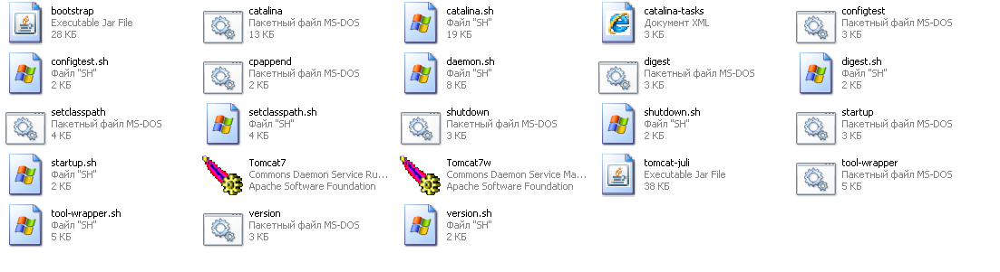 bootstrap
Executable Jar File
28 КБ
catalina
Пакетный файл MS-DOS
13 КБ
catalina.sh
Файл "SH"
19 КБ
catalina-tasks
Документ XML
3 КБ
configtest
Пакетный файл MS-DOS
3 КБ
configtest.sh
Файл "SH"
2 КБ
cpappend
Пакетный файл MS-DOS
2 КБ
daemon.sh
Файл "SH"
8 КБ
digest
Пакетный файл MS-DOS
3 КБ
digest.sh
Файл "SH"
2 КБ
setclasspath
Пакетный файл MS-DOS
4 КБ
setclasspath.sh
Файл "SH"
4 КБ
shutdown
Пакетный файл MS-DOS
3 КБ
shutdown.sh
Файл "SH"
2 КБ
startup
Пакетный файл MS-DOS
3 КБ
startup.sh
Файл "SH"
2 КБ
Tomcat7
Commons Daemon Service Ru...
Apache Software Foundation
Tomcat7w
Commons Daemon Service Ma...
Apache Software Foundation
tomcat-juli
Executable Jar File
38 КБ
tool-wrapper
Пакетный файл MS-DOS
5 КБ
tool-wrapper.sh
Файл "SH"
5 КБ
version
Пакетный файл MS-DOS
3 КБ
version.sh
Файл "SH"
2 КБ